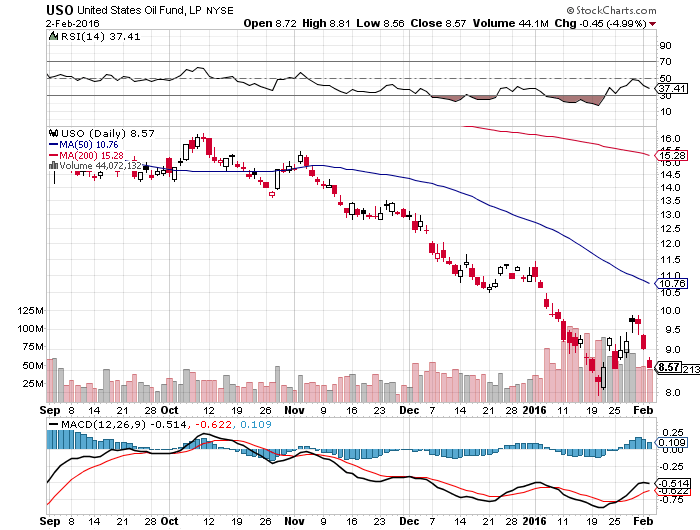 USO United States Oil Fund, LP NYSE © StockCharts.com
2-Feb-2016 Open 8.72 High 8.81 Low 8.56 Close 8.57 Volume 44.1M Chg -0.45 (-4.99%)
RSI(14) 37.41
90
70
50
37.41
30
10
USO (Daily) 8.57
MA(50) 10.76
MA(200) 15.28
Volume 44,072,132
16.0
15.28
15.0
14.5
14.0
13.5
13.0
12.5
12.0
11.5
11.0
10.76
10.5
10.0
9.5
9.0
8.57
8.0
125M
100M
75M
50M
25M
Sep 8 14 21 28 Oct 12 19 26 Nov 9 16 23 Dec 7 14 21 28 2016 11 19 25 Feb
MACD(12,26,9) -0.514, -0.622, 0.109
0.25
0.109
0.00
-0.25
-0.514
-0.622
-0.75
Sep 8 14 21 28 Oct 12 19 26 Nov 9 16 23 Dec 7 14 21 28 2016 11 19 25 Feb